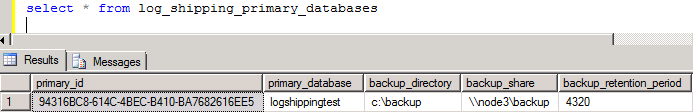 select * from log_shipping_primary_databases
Results Messages
primary_id primary_database backup_directory backup_share backup_retention_period
1 94316BC8-614C-4BEC-B410-BA7682616EE5 logshippingtest c:\backup \\node3\backup 4320